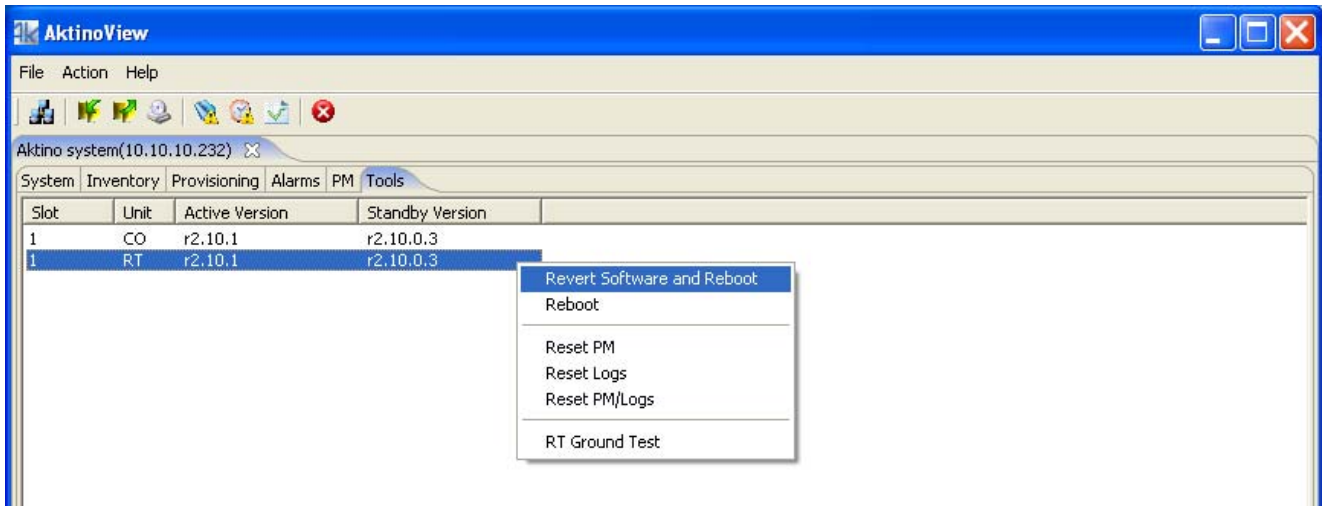 AktinoView
File Action Help
Aktino system(10.10.10.232)
System Inventory Provisioning Alarms PM Tools
Slot Unit Active Version Standby Version
1 CO r2.10.1 r2.10.0.3
1 RT r2.10.1 r2.10.0.3
Revert Software and Reboot
Reboot
Reset PM
Reset Logs
Reset PM/Logs
RT Ground Test